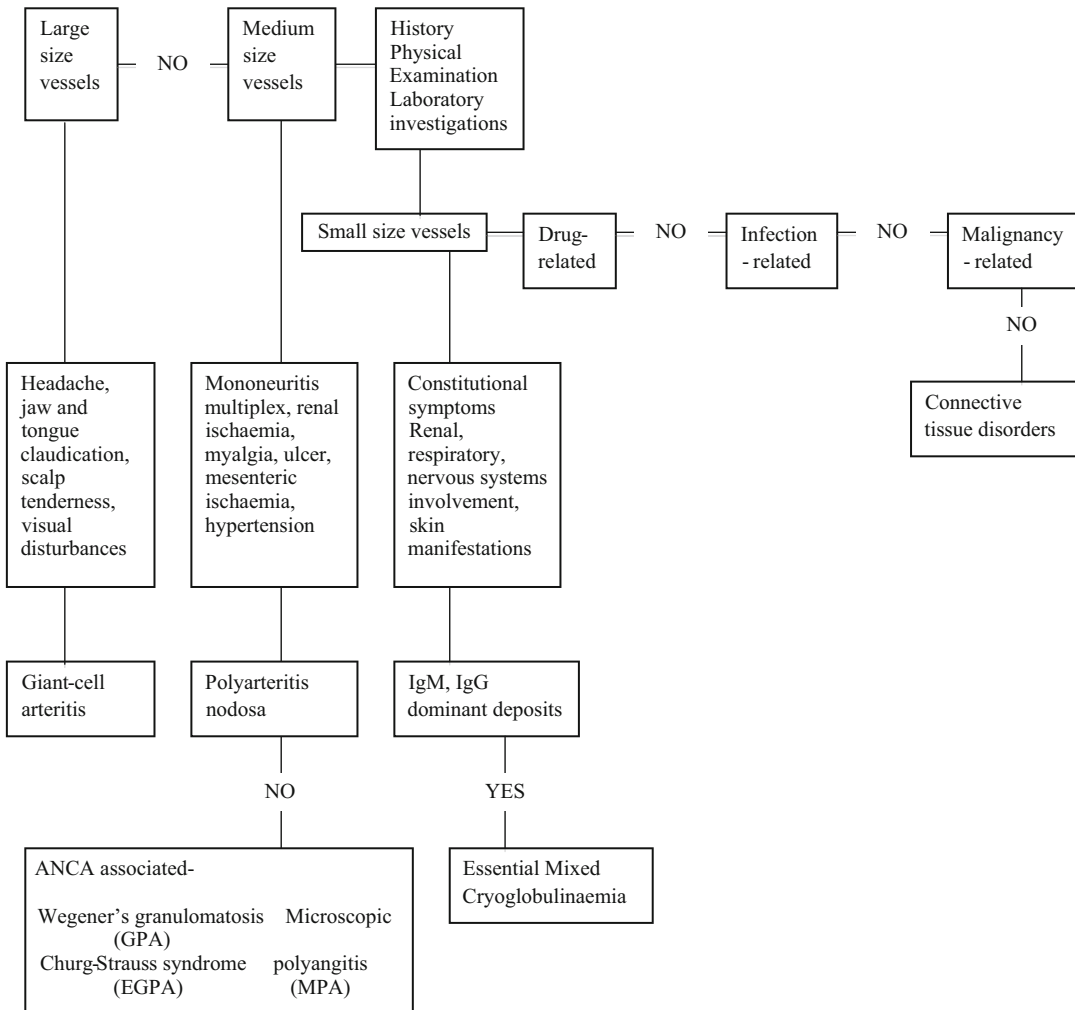 Large
size
vessels
NO
Medium
size
vessels
History
Physical
Examination
Laboratory
investigations
Small size vessels
Drug-
related
NO
Infection
- related
NO
Malignancy
- related
NO
Connective
tissue disorders
Headache,
jaw and
tongue
claudication,
scalp
tenderness,
visual
disturbances
Mononeuritis
multiplex, renal
ischaemia,
myalgia, ulcer,
mesenteric
ischaemia,
hypertension
Constitutional
symptoms
Renal,
respiratory,
nervous systems
involvement,
skin
manifestations
Giant-cell
arteritis
Polyarteritis
nodosa
IgM, IgG
dominant deposits
NO
YES
ANCA associated-
Wegener’s granulomatosis Microscopic
(GPA)
Churg-Strauss syndrome polyangitis
(EGPA) (MPA)
Essential Mixed
Cryoglobulinaemia